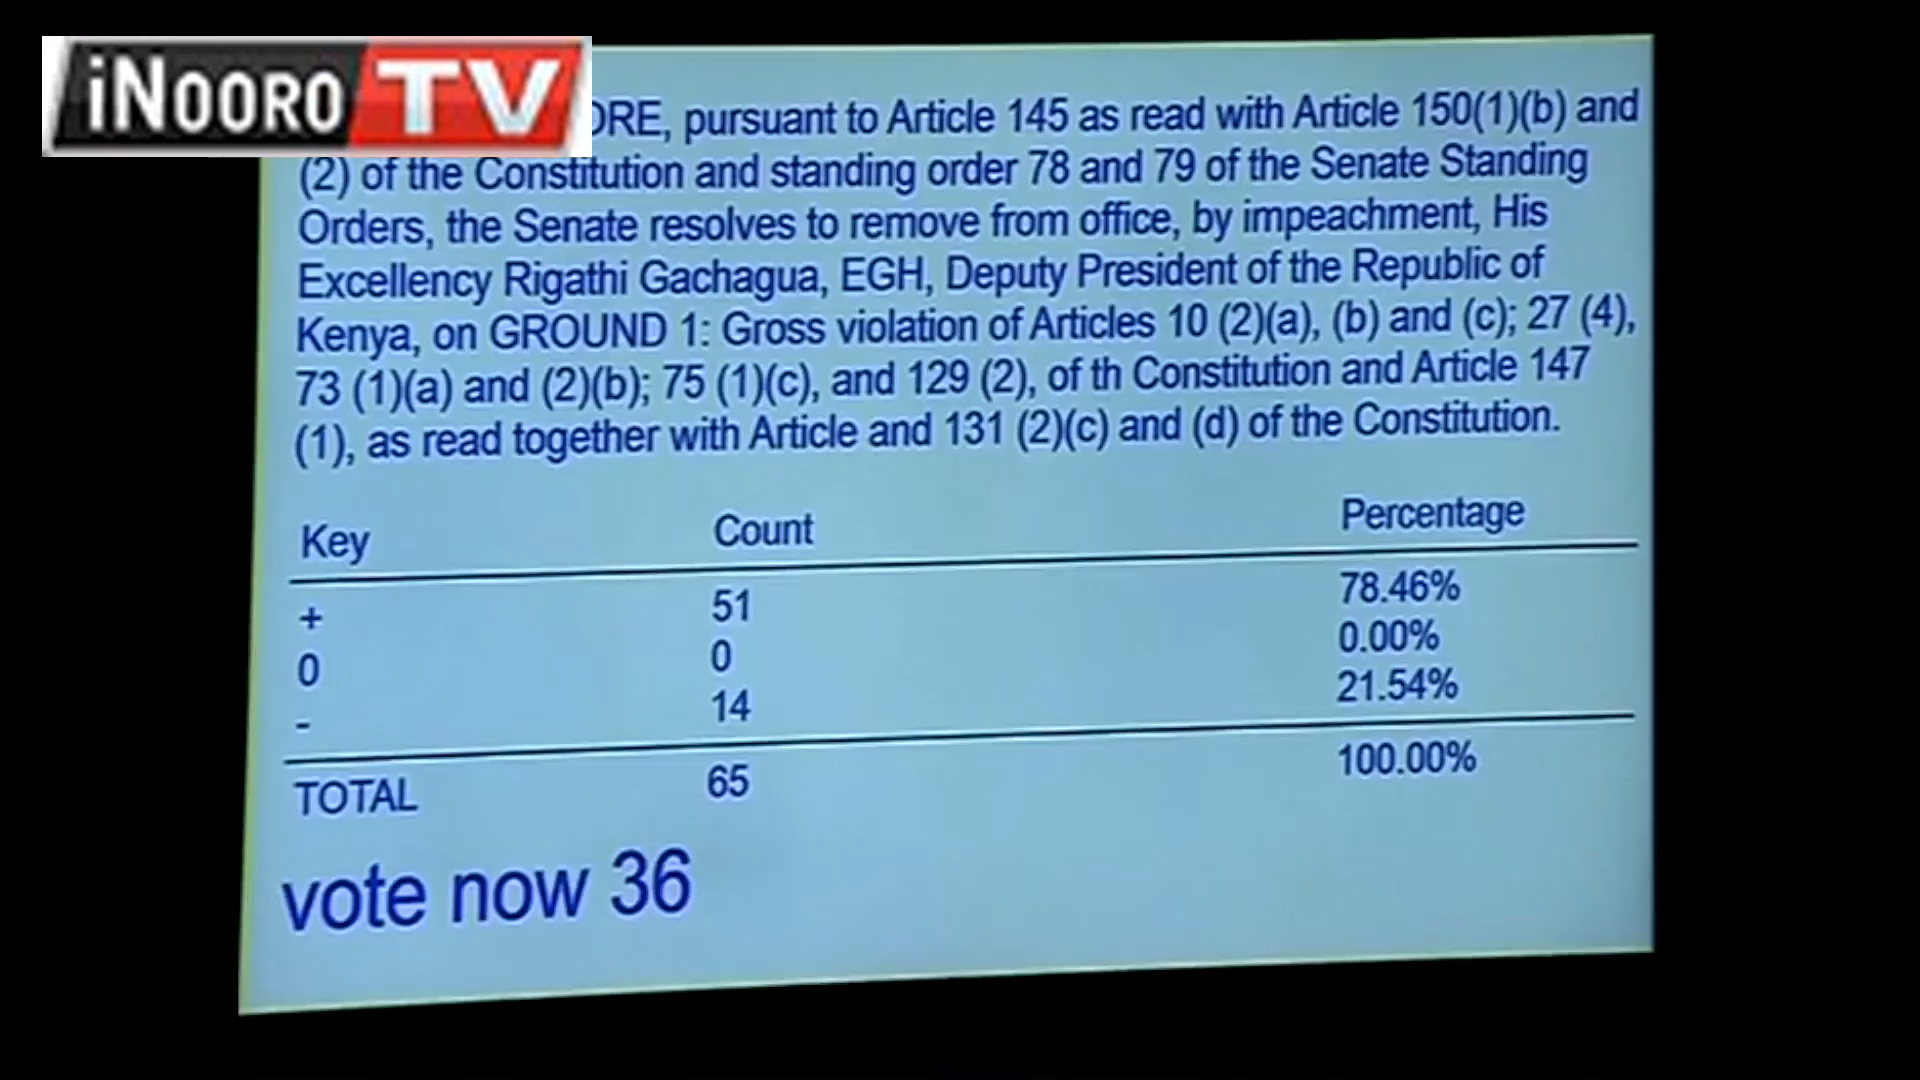 iNOORO TV
ORE, pursuant to Article 145 as read with Article 150(1)(b) and
(2) of the Constitution and standing order 78 and 79 of the Senate Standing
Orders, the Senate resolves to remove from office, by impeachment, His
Excellency Rigathi Gachagua, EGH, Deputy President of the Republic of
Kenya, on GROUND 1: Gross violation of Articles 10 (2)(a), (b) and (c); 27 (4),
73 (1)(a) and (2)(b); 75 (1)(c), and 129 (2), of th Constitution and Article 147
(1), as read together with Article and 131 (2)(c) and (d) of the Constitution.
Key Count Percentage
+ 51 78.46%
0 0 0.00%
- 14 21.54%
TOTAL 65 100.00%
vote now 36